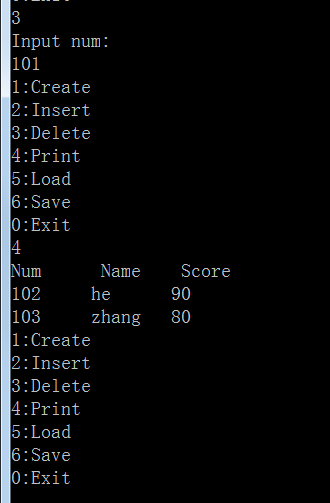 3
Input num:
101
1:Create
2:Insert
3:Delete
4:Print
5:Load
6:Save
0:Exit
4
Num Name Score
102 he 90
103 zhang 80
1:Create
2:Insert
3:Delete
4:Print
5:Load
6:Save
0:Exit